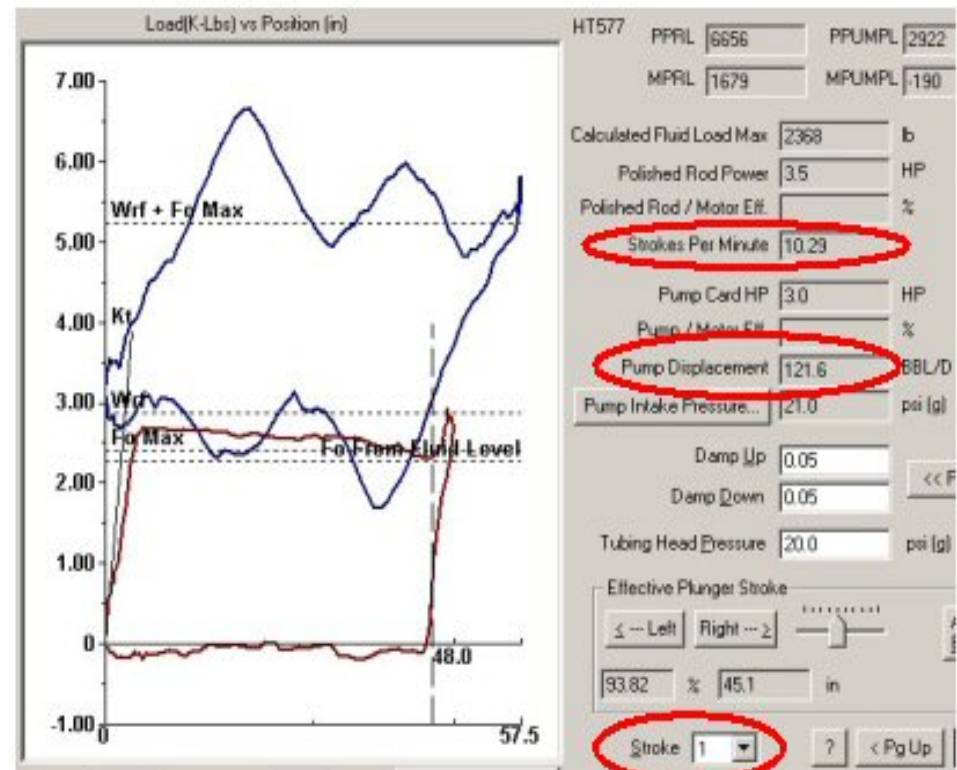 Load(K-Lbs) vs Position (in)
7.00
6.00
Wrf + Fo Max
5.00
4.00
Kt
3.00
Wrf
Fo Max
Fo From Fluid Level
2.00
1.00
0
48.0
-1.00
0
57.5
HT577
PPRL 6656
PPUMPL 2922
MPRL 1679
MPUMPL -190
Calculated Fluid Load Max 2368 lb
Polished Rod Power 3.5 HP
Polished Rod / Motor Eff. %
Strokes Per Minute 10.29
Pump Card HP 3.0 HP
Pump / Motor Eff. %
Pump Displacement 121.6 BBL/D
Pump Intake Pressure... 21.0 psi (g)
Damp Up 0.05
<< F
Damp Down 0.05
Tubing Head Pressure 20.0 psi (g)
Effective Plunger Stroke
< --- Left Right --- >
93.82 % 45.1 in
Stroke 1 ? < Pg Up